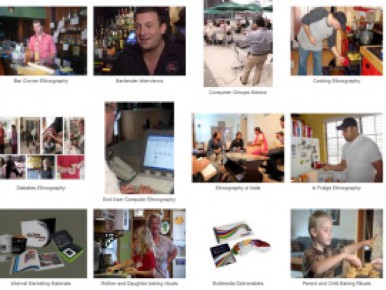 Bar Owner Ethnography
Bartender Interviews
Consumer Groups Mexico
Cooking Ethnography
Diabetes Ethnography
End User Computer Ethnography
Ethnography in India
In Fridge Ethnography
Internal Marketing Materials
Mother and Daughter baking rituals
Multimedia Deliverables
Parent and Child Baking Rituals